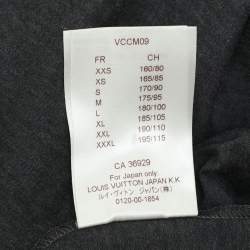 VCCM09
FR CH
XXS 160/80
XS 165/85
S 170/90
M 175/95
L 180/100
XL 185/105
XXL 190/110
XXXL 195/115
CA 36929
For Japan only
LOUIS VUITTON JAPAN K.K.
(ルイ・ヴィトン ジャパン(株))
0120-00-1854